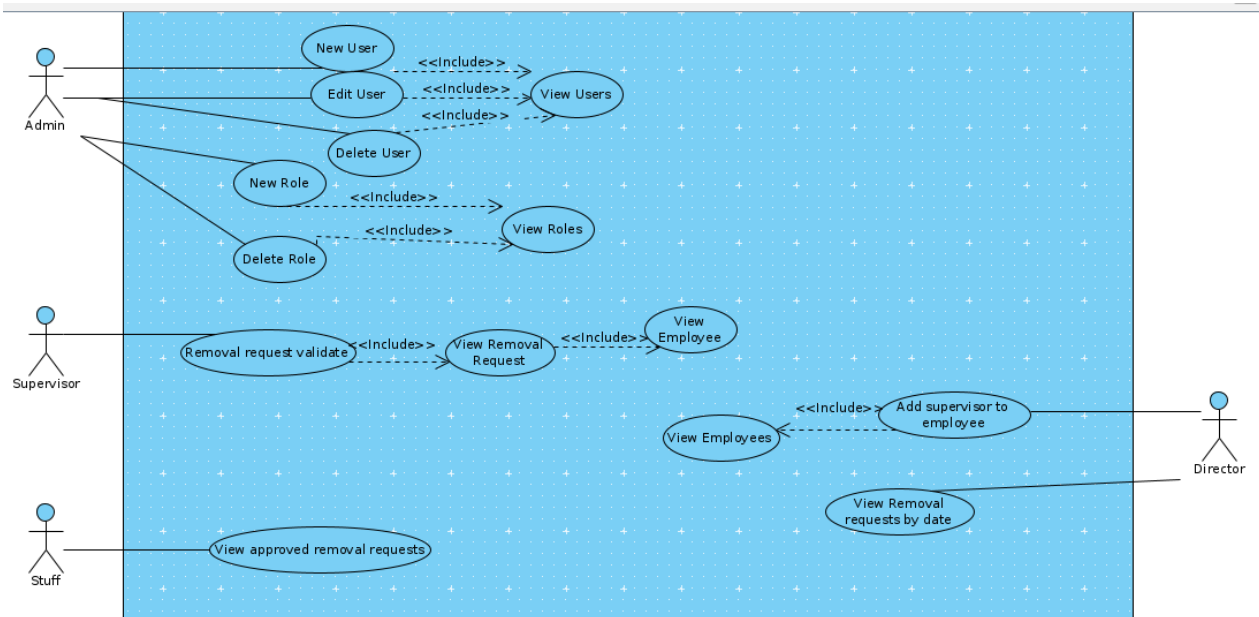 New User
<<Include>>
Edit User
<<Include>>
View Users
<<Include>>
Admin
Delete User
New Role
<<Include>>
View Roles
<<Include>>
Delete Role
View
Employee
<<Include>>
<<Include>>
Removal request validate
View Removal
Request
Supervisor
<<Include>>
Add supervisor to
employee
View Employees
Director
View Removal
requests by date
View approved removal requests
Stuff